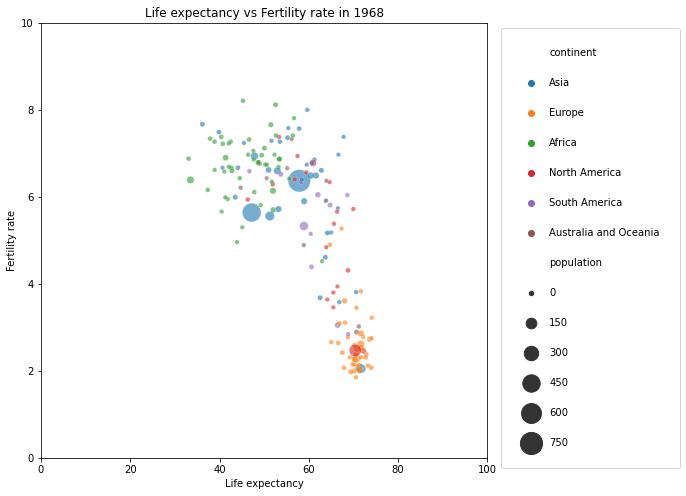 Life expectancy vs Fertility rate in 1968
10
8
6
4
2
0
Fertility rate
0 20 40 60 80 100
Life expectancy
continent
Asia
Europe
Africa
North America
South America
Australia and Oceania
population
0
150
300
450
600
750